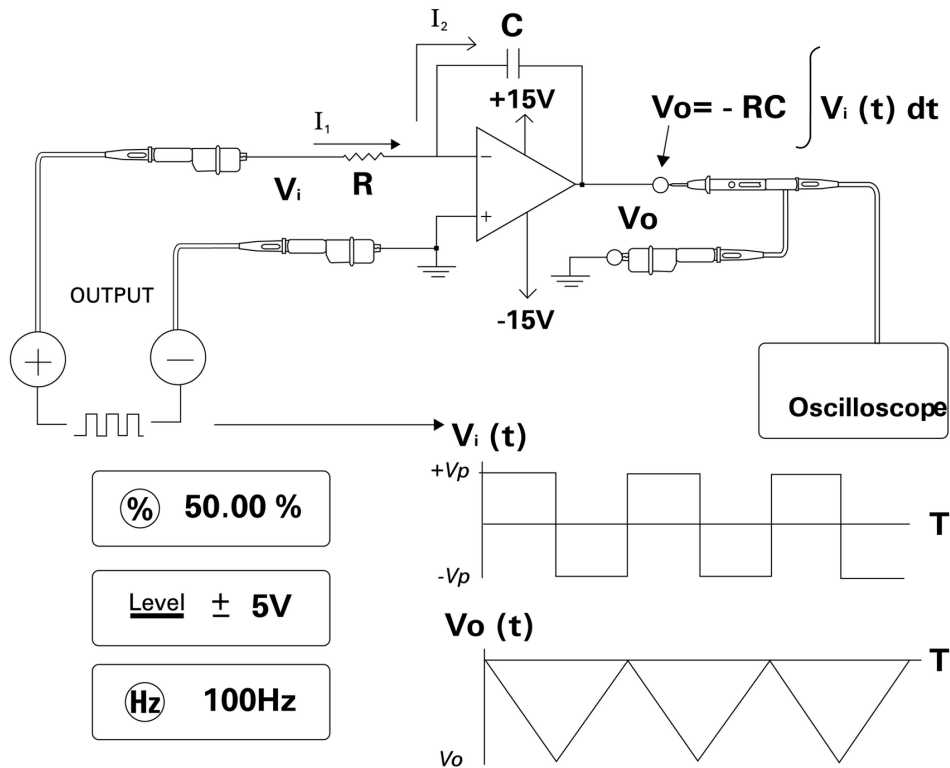 I₂
C
+15V
Vo= - RC ∫ Vᵢ (t) dt
I₁
−
Vᵢ
R
+
Vo
OUTPUT
-15V
+
−
Oscilloscope
Vᵢ (t)
+Vp
% 50.00 %
T
-Vp
Level ± 5V
Vo (t)
T
Hz 100Hz
Vo